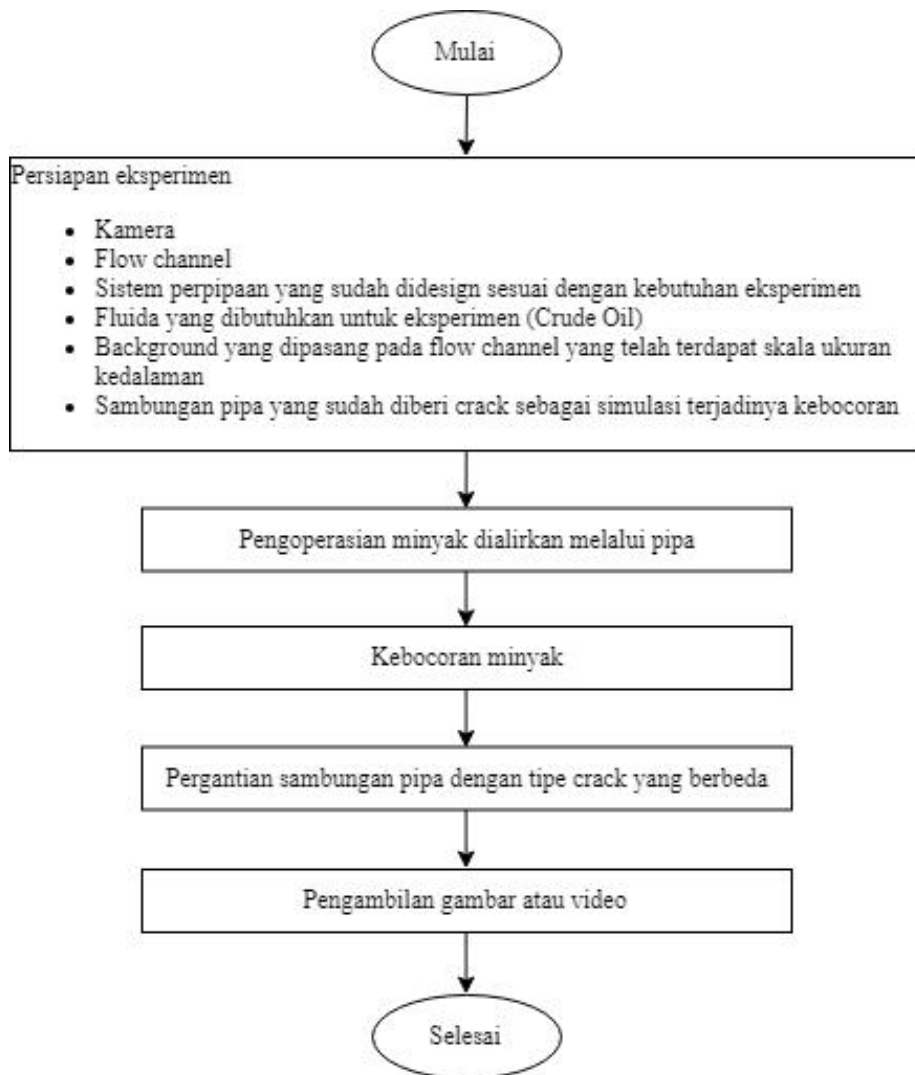 Mulai
Persiapan eksperimen
• Kamera
• Flow channel
• Sistem perpipaan yang sudah didesign sesuai dengan kebutuhan eksperimen
• Fluida yang dibutuhkan untuk eksperimen (Crude Oil)
• Background yang dipasang pada flow channel yang telah terdapat skala ukuran
kedalaman
• Sambungan pipa yang sudah diberi crack sebagai simulasi terjadinya kebocoran
Pengoperasian minyak dialirkan melalui pipa
Kebocoran minyak
Pergantian sambungan pipa dengan tipe crack yang berbeda
Pengambilan gambar atau video
Selesai